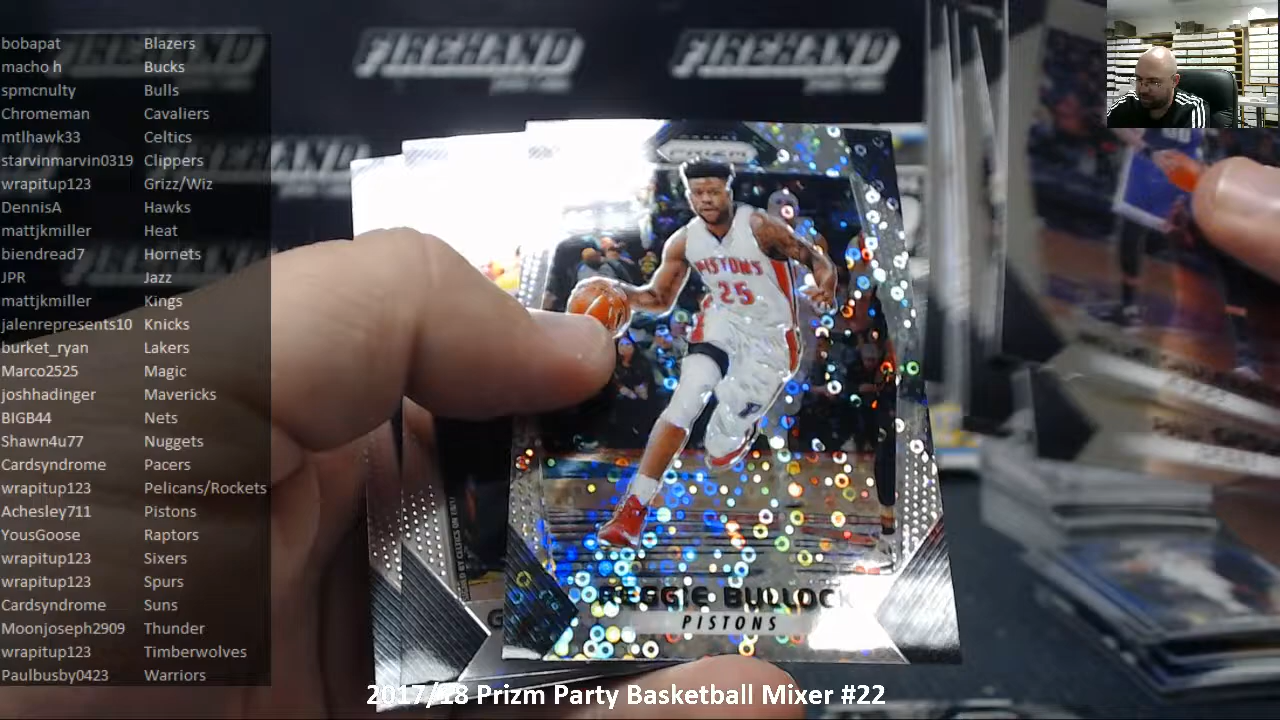 bobapat Blazers
macho h Bucks
spmcnulty Bulls
Chromeman Cavaliers
mtlhawk33 Celtics
starvinmarvin0319 Clippers
wrapitup123 Grizz/Wiz
DennisA Hawks
mattjkmiller Heat
biendread7 Hornets
JPR Jazz
mattjkmiller Kings
jalenrepresents10 Knicks
burket_ryan Lakers
Marco2525 Magic
joshhadinger Mavericks
BIGB44 Nets
Shawn4u77 Nuggets
Cardsyndrome Pacers
wrapitup123 Pelicans/Rockets
Achesley711 Pistons
YousGoose Raptors
wrapitup123 Sixers
wrapitup123 Spurs
Cardsyndrome Suns
Moonjoseph2909 Thunder
wrapitup123 Timberwolves
Paulbusby0423 Warriors
FIREHAND FIREHAND FIREHAND
PRIZM
PISTONS
25
REGGIE BULLOCK
PISTONS
2017/18 Prizm Party Basketball Mixer #22